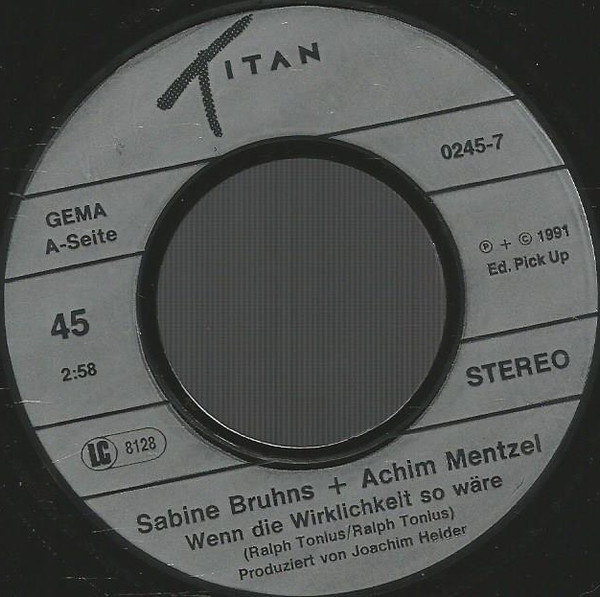 TITAN
0245-7
GEMA
A-Seite
℗ + © 1991
Ed. Pick Up
45
2:58
STEREO
LC 8128
Sabine Bruhns + Achim Mentzel
Wenn die Wirklichkeit so wäre
(Ralph Tonius/Ralph Tonius)
Produziert von Joachim Heider